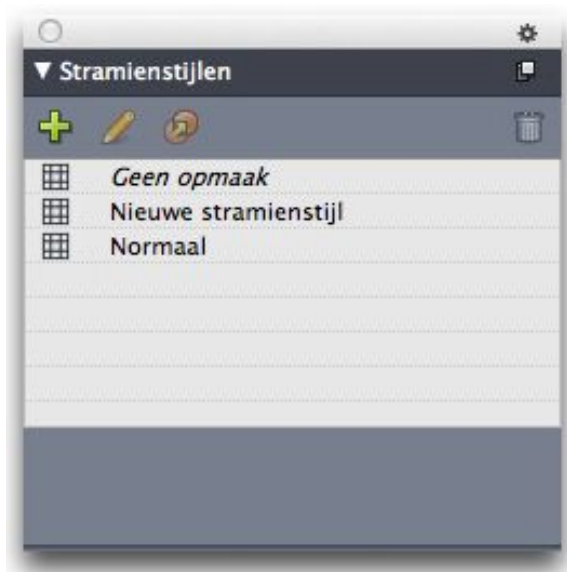 Stramienstijlen
Geen opmaak
Nieuwe stramienstijl
Normaal